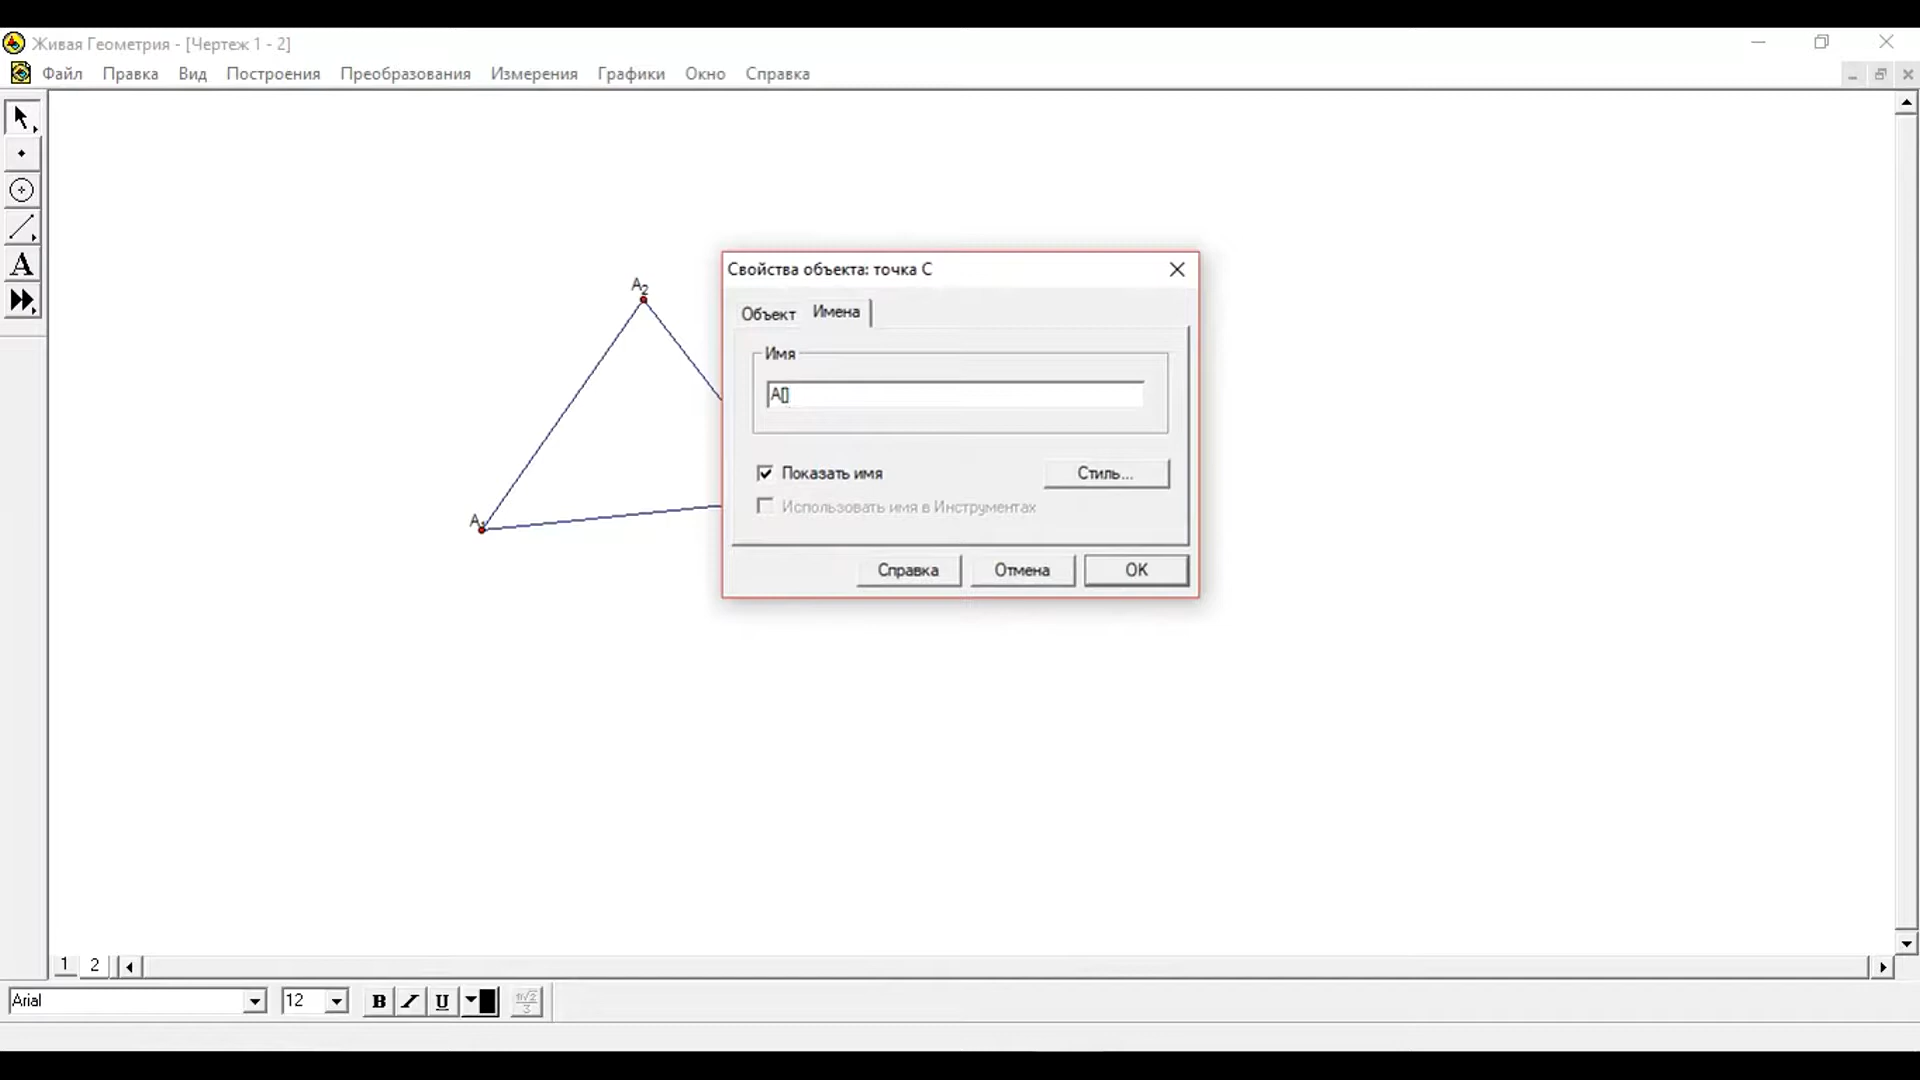 Живая Геометрия - [Чертеж 1 - 2]
Файл Правка Вид Построения Преобразования Измерения Графики Окно Справка
A
A₂
Свойства объекта: точка C
Объект Имена
Имя
A[]
Показать имя
Стиль...
Использовать имя в Инструментах
A₁
Справка Отмена OK
1 2
Arial 12 B I U